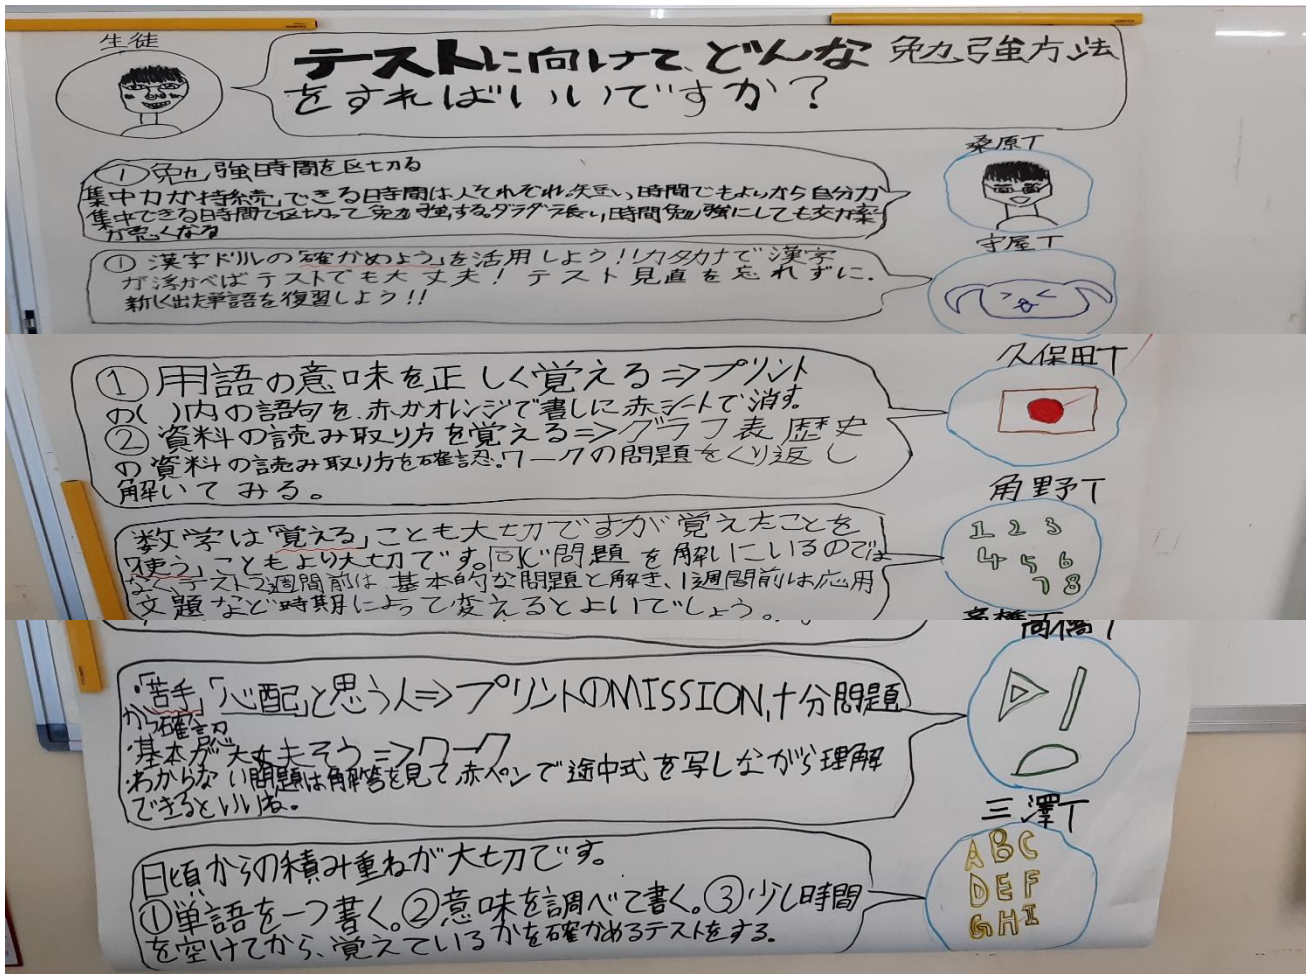 生徒
テストに向けて、どんな勉強方法
をすればいいですか？
桑原T
① 勉強時間を区切る
集中力が持続できる時間は人それぞれ。短い時間でもよいから自分が
集中できる時間で区切って勉強する。ダラダラ長い時間勉強にしても効率
が悪くなる
守屋T
① 漢字ドリルの「確かめよう」を活用しよう！！カタカナで漢字
が浮かべばテストでも大丈夫！テスト見直を忘れずに.
新しく出た単語を復習しよう！！
久保田T
① 用語の意味を正しく覚える⇒プリント
の（ ）内の語句を、赤かオレンジで書しに赤シートで消す。
② 資料の読み取り方を覚える⇒グラフ表歴史
の資料の読み取り方を確認。ワークの問題をくり返し
解いてみる。
角野T
数学は「覚える」ことも大切ですが覚えたことを
「使う」こともより大切です。同じ問題を解いにいるのでは
なくテスト2週間前は基本的な問題と解き、1週間前は応用
文題など時期によって変えるとよいでしょう。
高橋T
・「苦手」「心配」と思う人⇒プリントのMISSION,十分問題
から確認
・基本が大丈夫そう⇒ワーク
・わからない問題は解答を見て赤ペンで途中式を写しながら理解
できるといいね。
三澤T
日頃からの積み重ねが大切です。
①単語を一つ書く。②意味を調べて書く。③少し時間
を空けてから、覚えているかを確かめるテストをする。
1 2 3
4 5 6
7 8
A B C
D E F
G H I